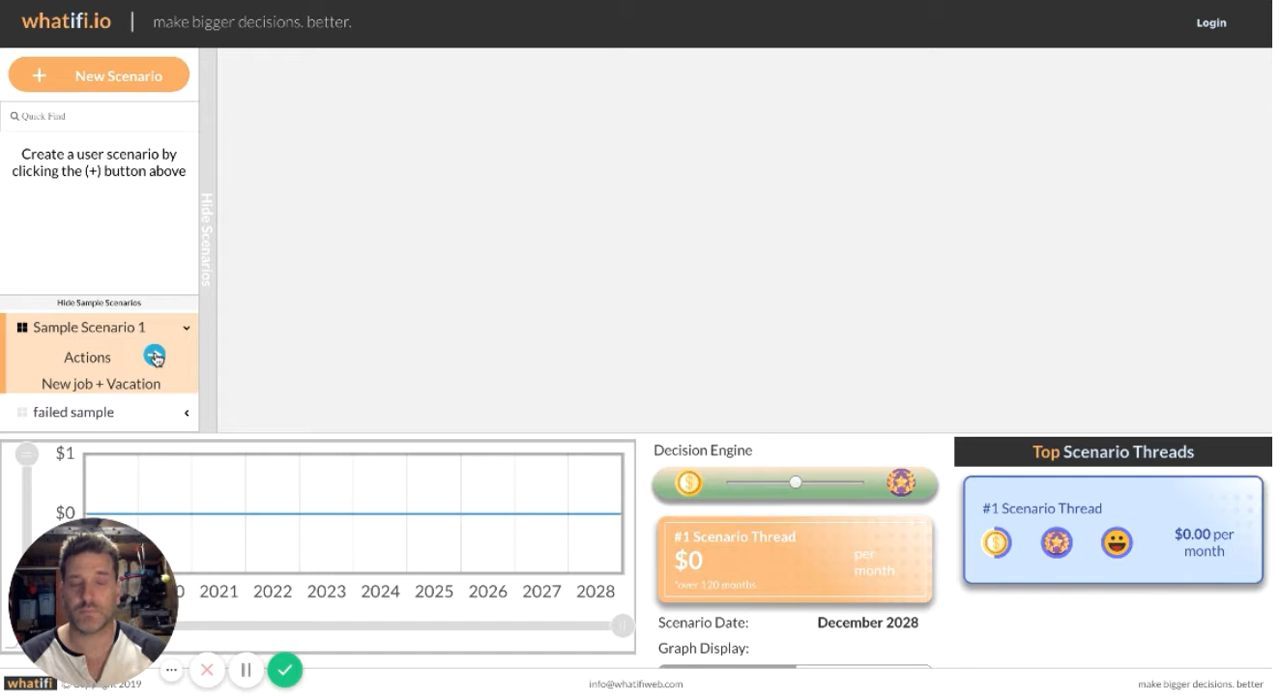 whatifi.io | make bigger decisions. better.
Login
+ New Scenario
Quick Find
Create a user scenario by
clicking the (+) button above
Hide Scenarios
Hide Sample Scenarios
Sample Scenario 1
Actions
New job + Vacation
failed sample
$1
$0
2021 2022 2023 2024 2025 2026 2027 2028
Decision Engine
#1 Scenario Thread
$0
per
month
*over 120 months
Scenario Date: December 2028
Graph Display:
Top Scenario Threads
#1 Scenario Thread
$0.00 per
month
whatifi
Copyright 2019
info@whatifiweb.com
make bigger decisions. better